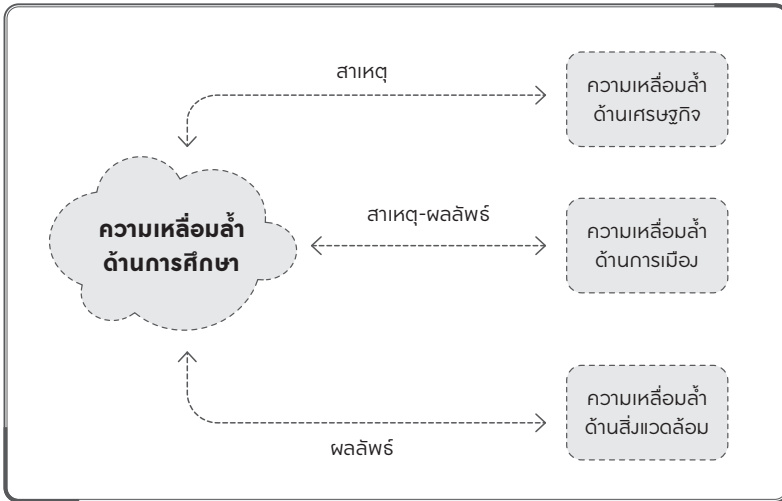 สาเหตุ
ความเหลื่อมล้ำ
ด้านเศรษฐกิจ
ความเหลื่อมล้ำ
ด้านการศึกษา
สาเหตุ-ผลลัพธ์
ความเหลื่อมล้ำ
ด้านการเมือง
ผลลัพธ์
ความเหลื่อมล้ำ
ด้านสิ่งแวดล้อม